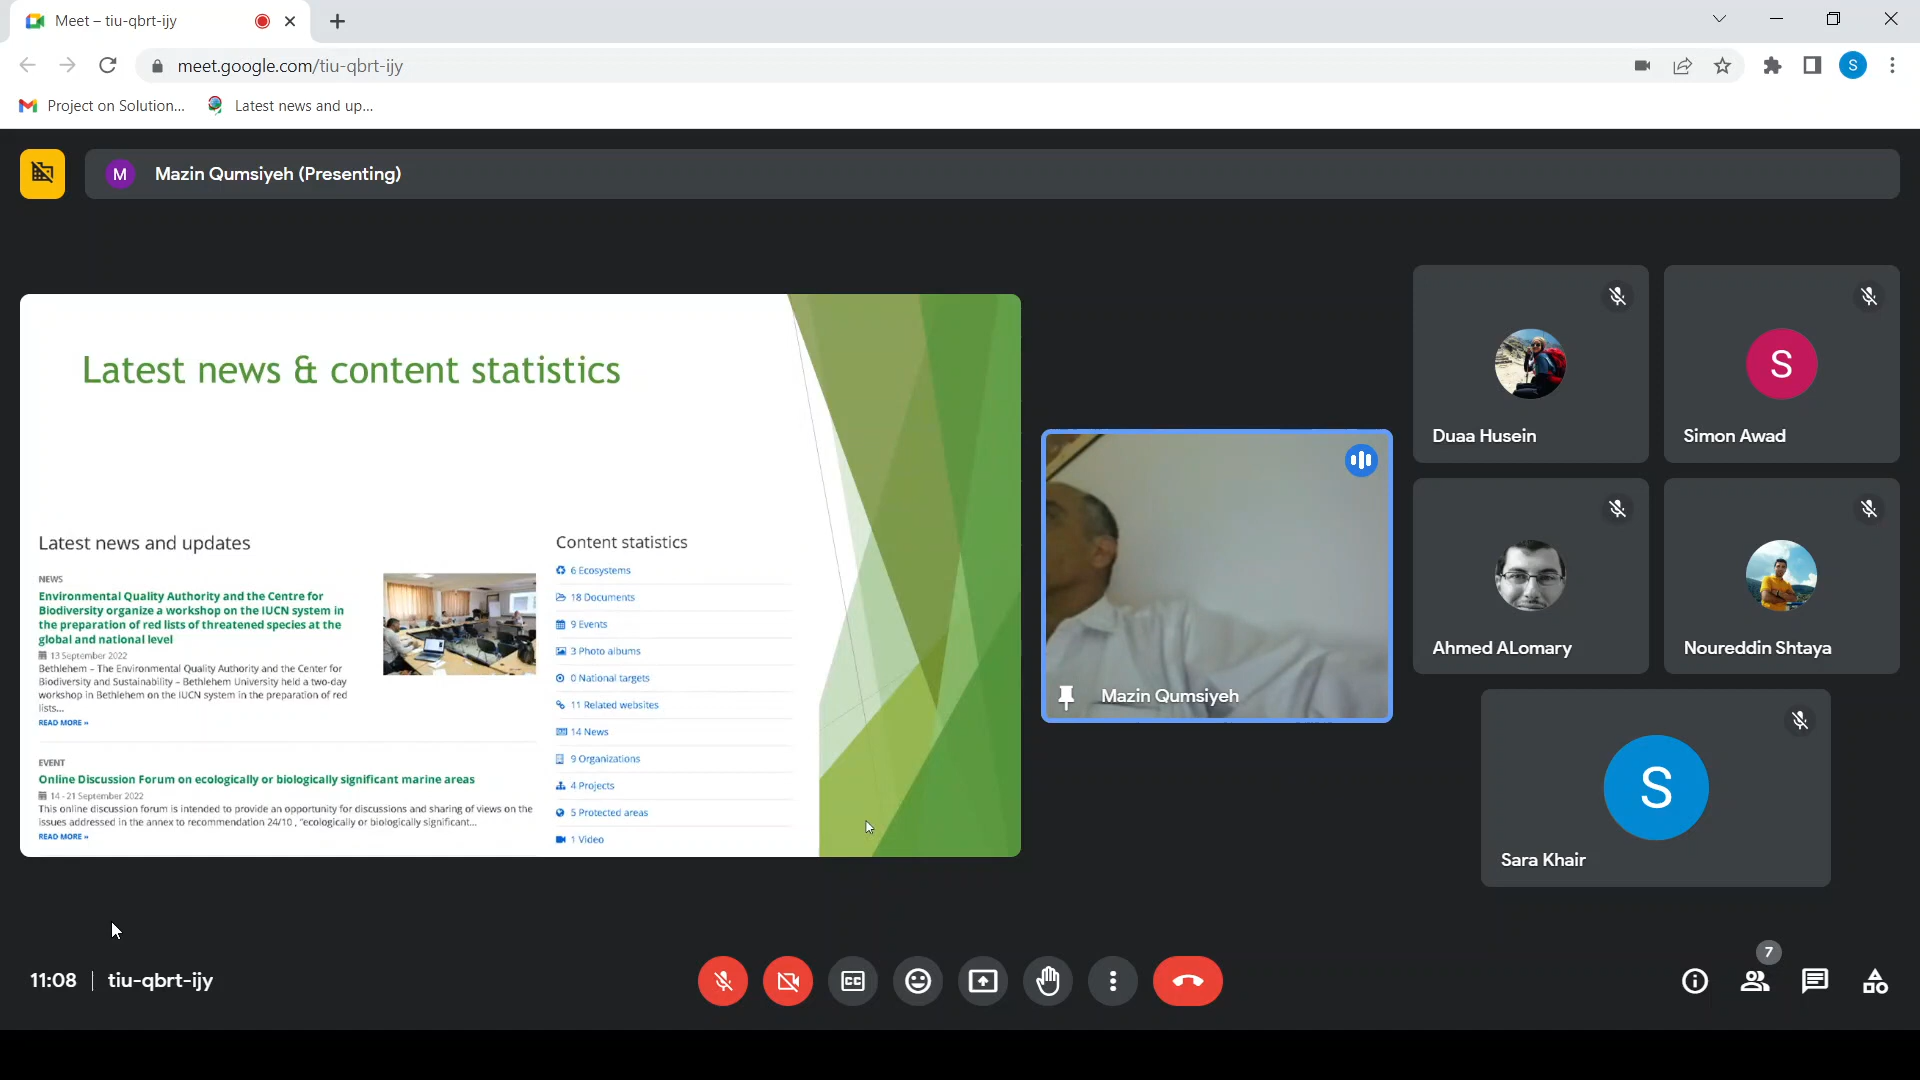 Meet – tiu-qbrt-ijy
meet.google.com/tiu-qbrt-ijy
S
Project on Solution...
Latest news and up...
M
Mazin Qumsiyeh (Presenting)
Latest news & content statistics
Latest news and updates
NEWS
Environmental Quality Authority and the Centre for
Biodiversity organize a workshop on the IUCN system in
the preparation of red lists of threatened species at the
global and national level
13 September 2022
Bethlehem – The Environmental Quality Authority and the Center for
Biodiversity and Sustainability – Bethlehem University held a two-day
workshop in Bethlehem on the IUCN system in the preparation of red
lists...
READ MORE »
EVENT
Online Discussion Forum on ecologically or biologically significant marine areas
14 - 21 September 2022
This online discussion forum is intended to provide an opportunity for discussions and sharing of views on the
issues addressed in the annex to recommendation 24/10 , "ecologically or biologically significant...
READ MORE »
Content statistics
6 Ecosystems
18 Documents
9 Events
3 Photo albums
0 National targets
11 Related websites
14 News
9 Organizations
4 Projects
5 Protected areas
1 Video
Mazin Qumsiyeh
Duaa Husein
S
Simon Awad
Ahmed ALomary
Noureddin Shtaya
S
Sara Khair
11:08
tiu-qbrt-ijy
CC
7